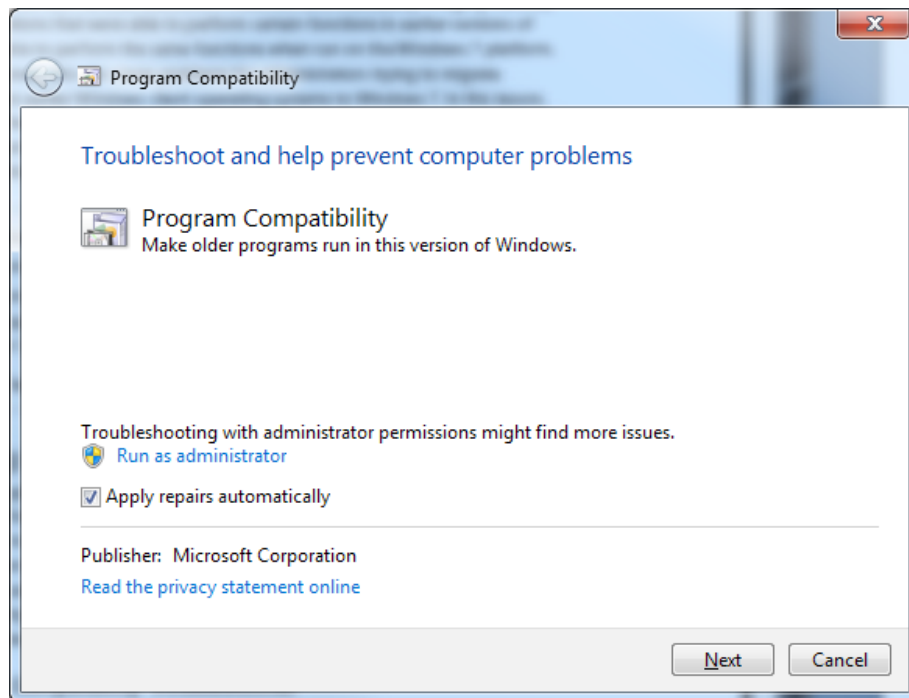 Program Compatibility
Troubleshoot and help prevent computer problems
Program Compatibility
Make older programs run in this version of Windows.
Troubleshooting with administrator permissions might find more issues.
Run as administrator
Apply repairs automatically
Publisher: Microsoft Corporation
Read the privacy statement online
Next
Cancel